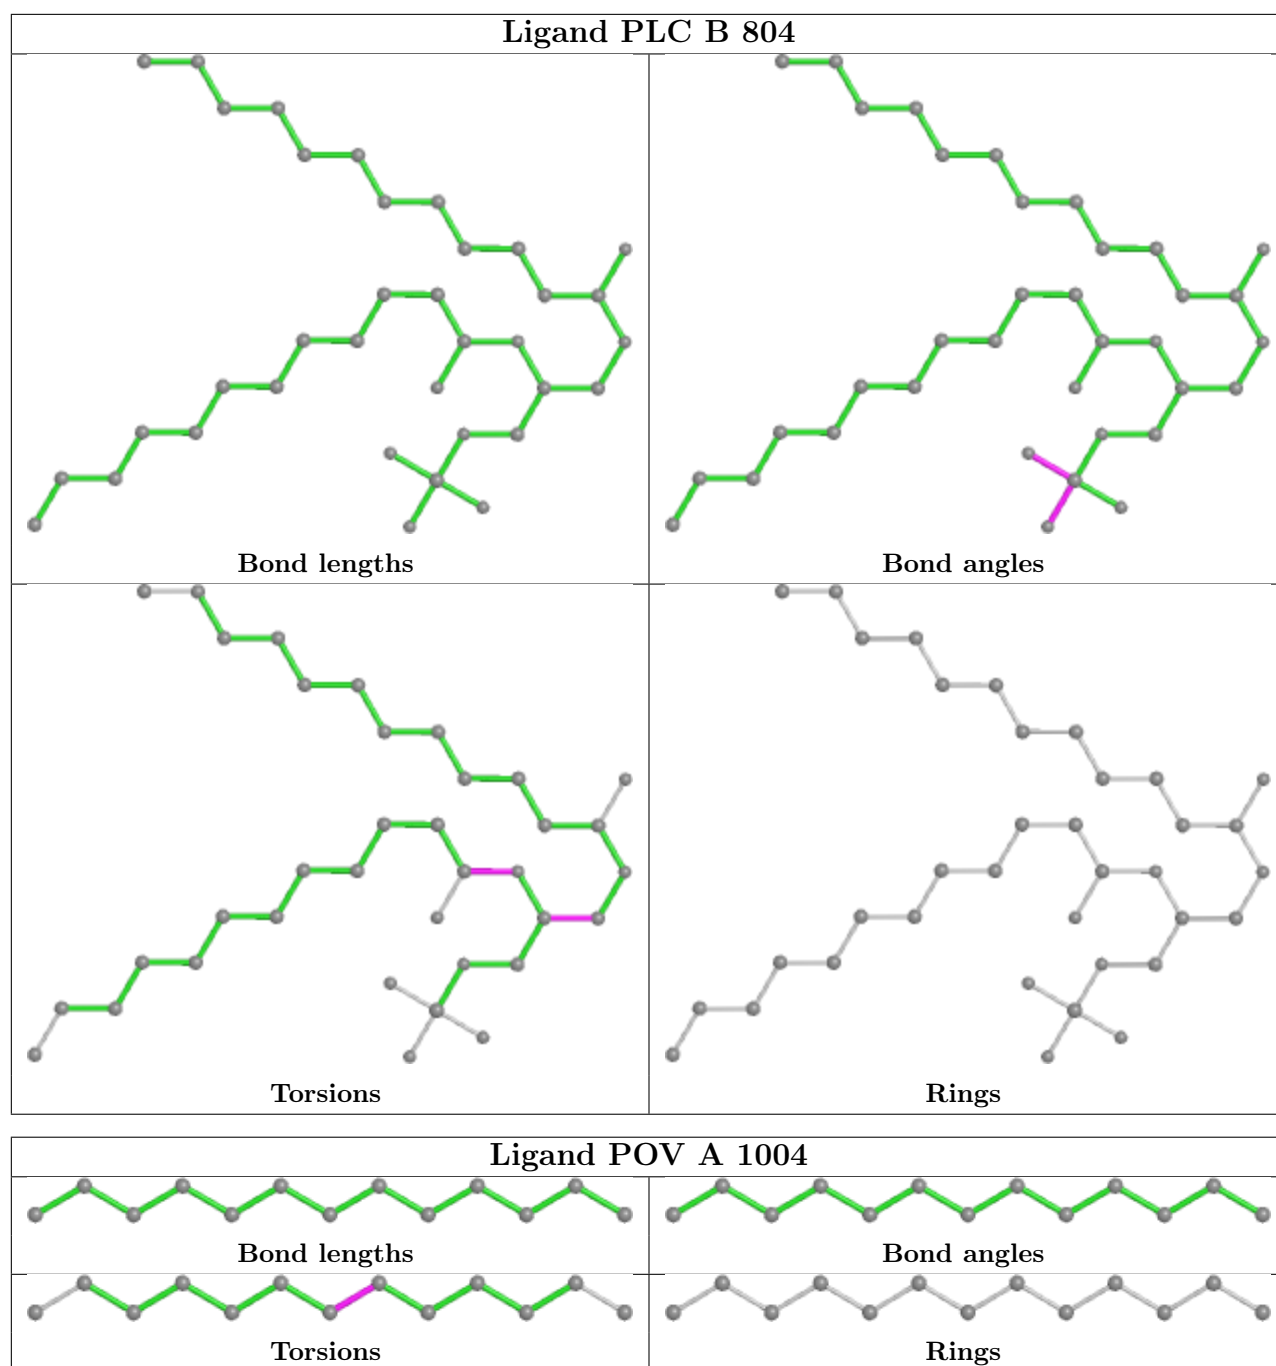 Ligand PLC B 804
Bond lengths
Bond angles
Torsions
Rings
Ligand POV A 1004
Bond lengths
Bond angles
Torsions
Rings